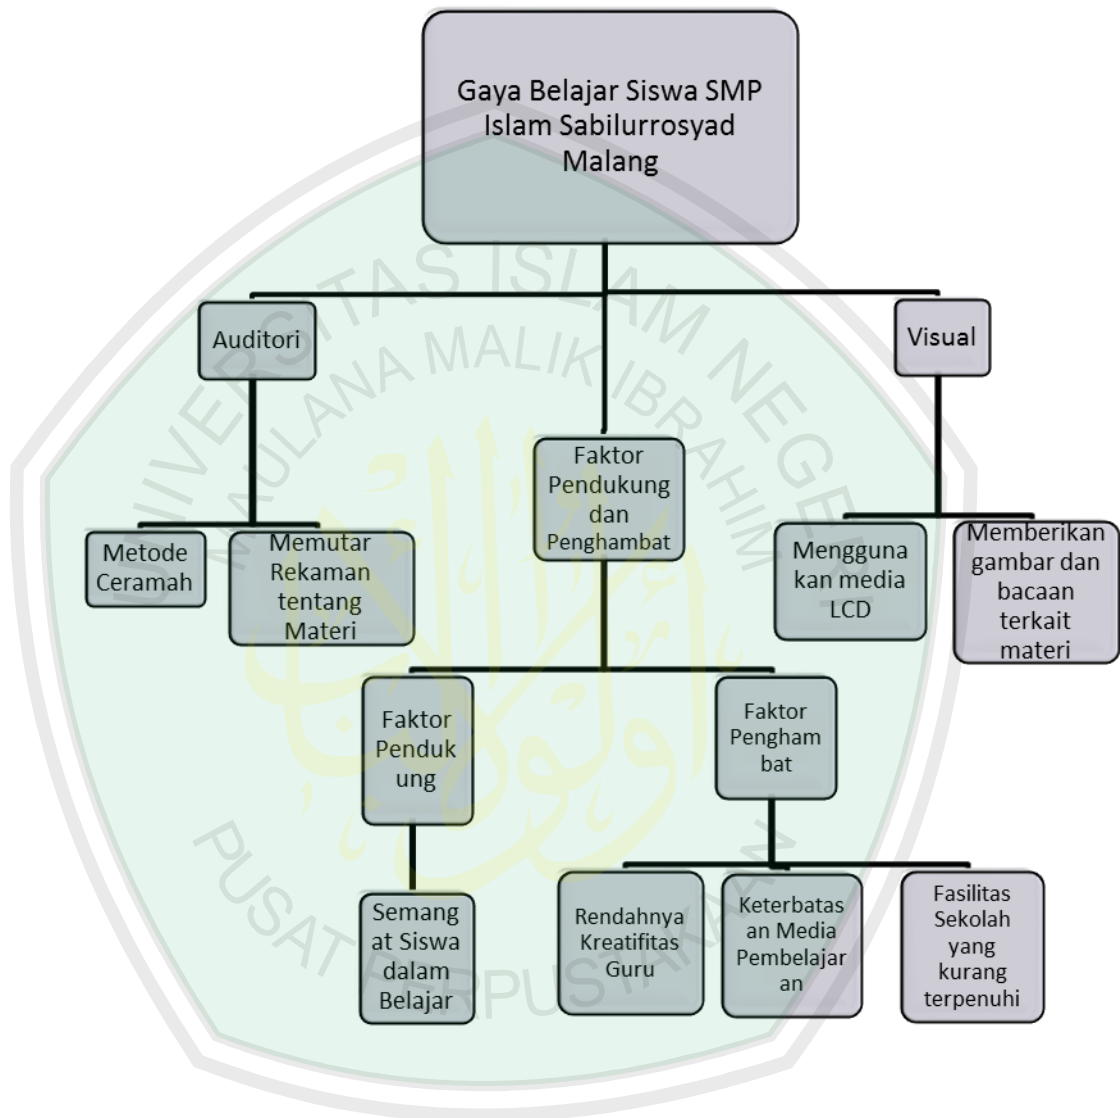 Gaya Belajar Siswa SMP
Islam Sabilurrosyad
Malang
Auditori
Visual
Faktor
Pendukung
dan
Penghambat
Metode
Ceramah
Memutar
Rekaman
tentang
Materi
Mengguna
kan media
LCD
Memberikan
gambar dan
bacaan
terkait
materi
Faktor
Penduk
ung
Faktor
Pengham
bat
Semang
at Siswa
dalam
Belajar
Rendahnya
Kreatifitas
Guru
Keterbatas
an Media
Pembelajar
an
Fasilitas
Sekolah
yang
kurang
terpenuhi
UNIVERSITAS ISLAM NEGERI
MAULANA MALIK IBRAHIM
PUSAT PERPUSTAKAAN